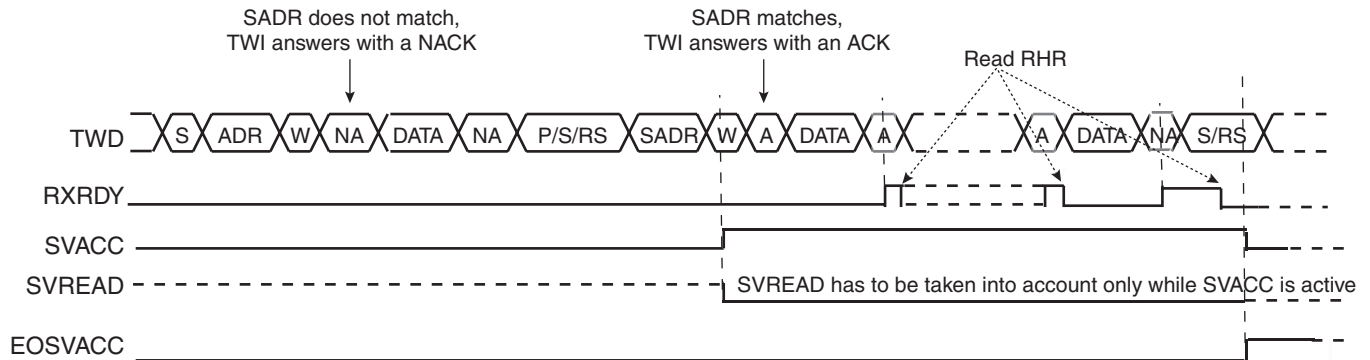 SADR does not match,
TWI answers with a NACK
SADR matches,
TWI answers with an ACK
Read RHR
TWD S ADR W NA DATA NA P/S/RS SADR W A DATA A A DATA NA S/RS
RXRDY
SVACC
SVREAD SVREAD has to be taken into account only while SVACC is active
EOSVACC